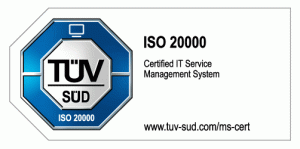 TÜV
SÜD
ISO 20000
ISO 20000
Certified IT Service
Management System
www.tuv-sud.com/ms-cert